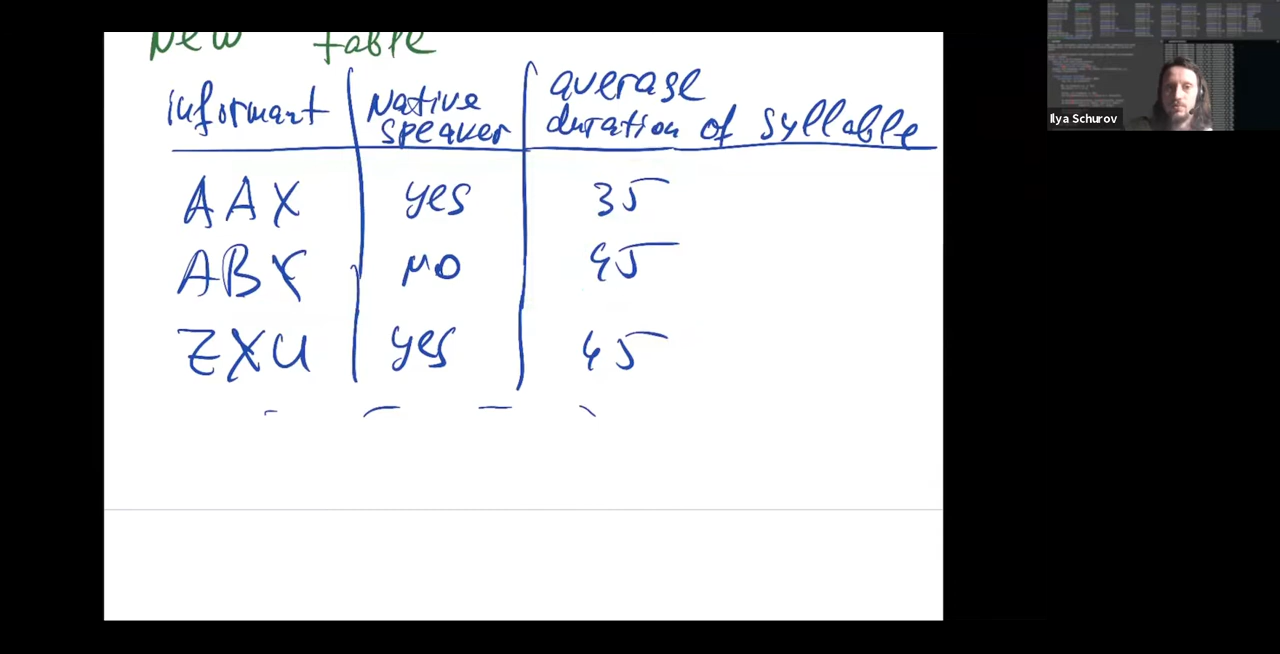 New table
informant Native speaker average duration of syllable
AAX yes 35
ABY no 45
ZXU yes 45
Ilya Schurov